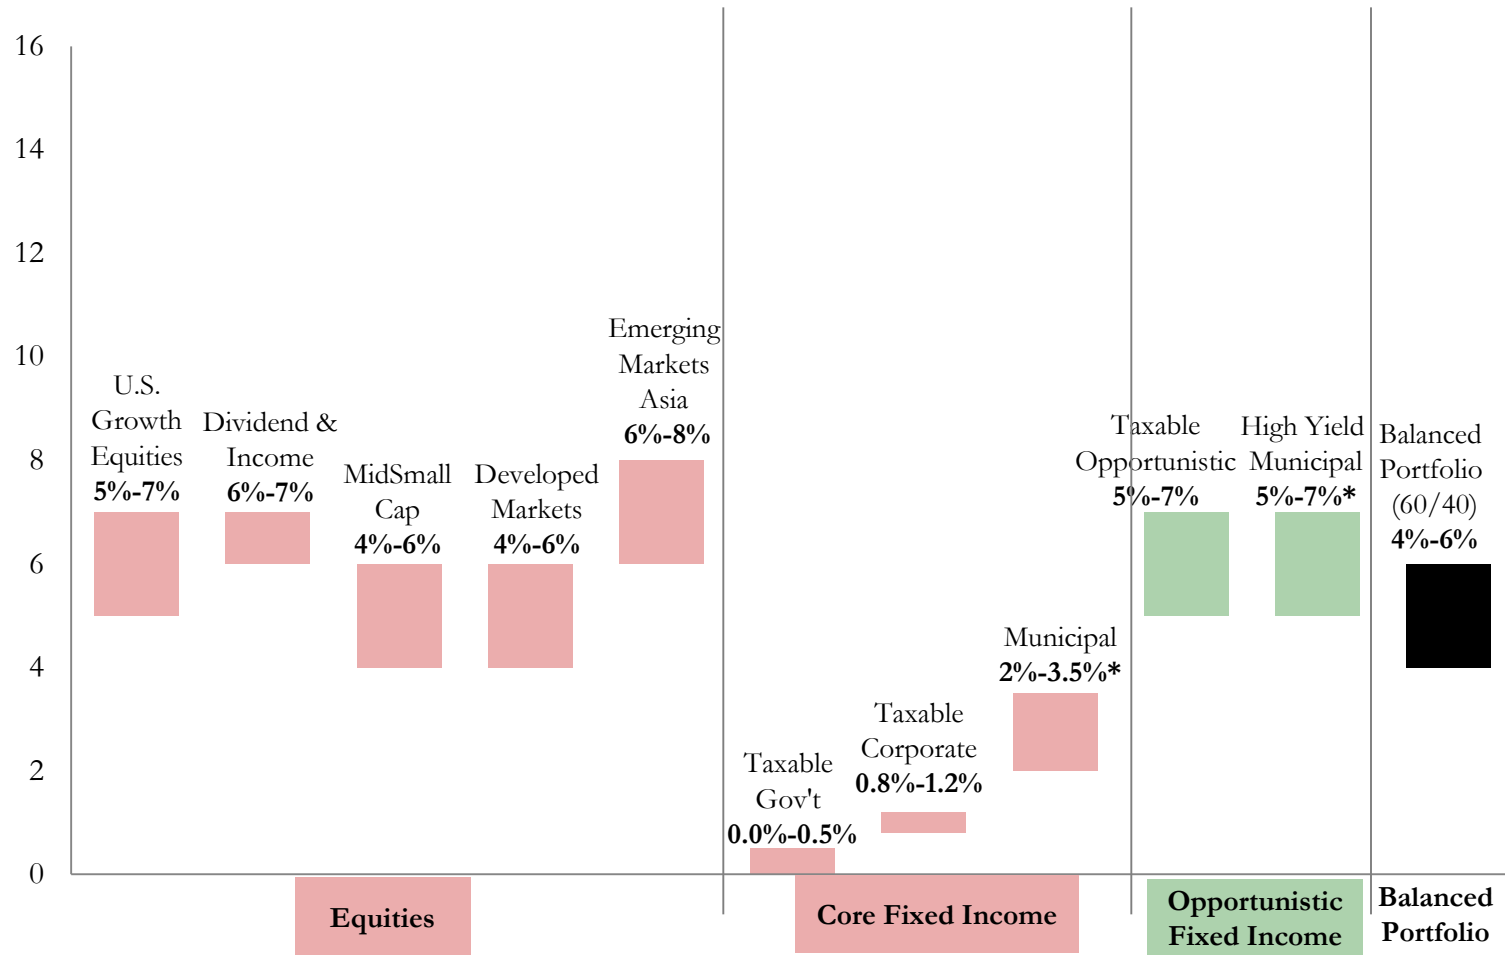 16
14
12
10
8
6
4
2
0
U.S.
Growth
Equities
5%-7%
Dividend &
Income
6%-7%
MidSmall
Cap
4%-6%
Developed
Markets
4%-6%
Emerging
Markets
Asia
6%-8%
Taxable
Gov't
0.0%-0.5%
Taxable
Corporate
0.8%-1.2%
Municipal
2%-3.5%*
Taxable
Opportunistic
5%-7%
High Yield
Municipal
5%-7%*
Balanced
Portfolio
(60/40)
4%-6%
Equities
Core Fixed Income
Opportunistic
Fixed Income
Balanced
Portfolio